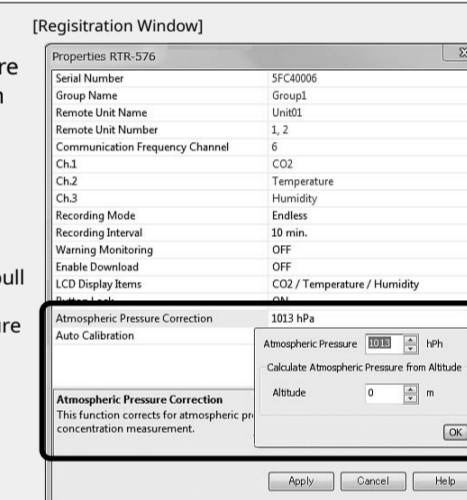 [Regisitration Window]
Properties RTR-576
Serial Number 5FC40006
Group Name Group1
Remote Unit Name Unit01
Remote Unit Number 1, 2
Communication Frequency Channel 6
Ch.1 CO2
Ch.2 Temperature
Ch.3 Humidity
Recording Mode Endless
Recording Interval 10 min.
Warning Monitoring OFF
Enable Download OFF
LCD Display Items CO2 / Temperature / Humidity
Button Lock ON
Atmospheric Pressure Correction 1013 hPa
Auto Calibration
Atmospheric Pressure 1013 hPh
Calculate Atmospheric Pressure from Altitude
Altitude 0 m
OK
Atmospheric Pressure Correction
This function corrects for atmospheric
concentration measurement.
Apply Cancel Help